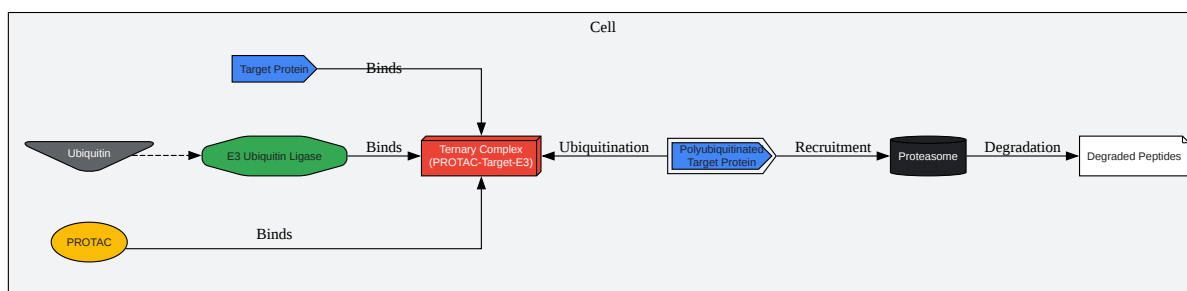 Cell
Target Protein
Binds
Ubiquitin
E3 Ubiquitin Ligase
Binds
Ternary Complex
(PROTAC-Target-E3)
Ubiquitination
Polyubiquitinated
Target Protein
Recruitment
Proteasome
Degradation
Degraded Peptides
PROTAC
Binds